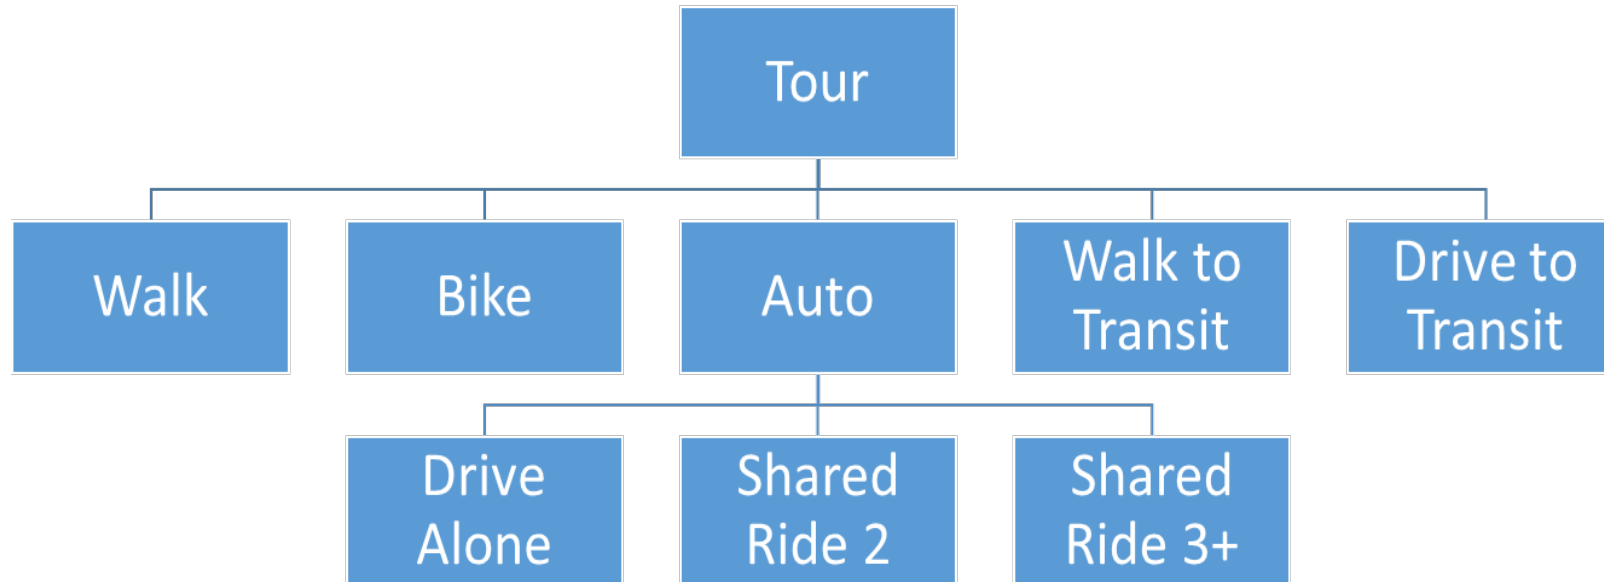 Tour
Walk
Bike
Auto
Walk to
Transit
Drive to
Transit
Drive
Alone
Shared
Ride 2
Shared
Ride 3+